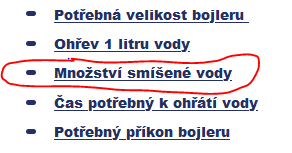 Potřebná velikost bojleru
Ohřev 1 litru vody
Množství smíšené vody
Čas potřebný k ohřátí vody
Potřebný příkon bojleru